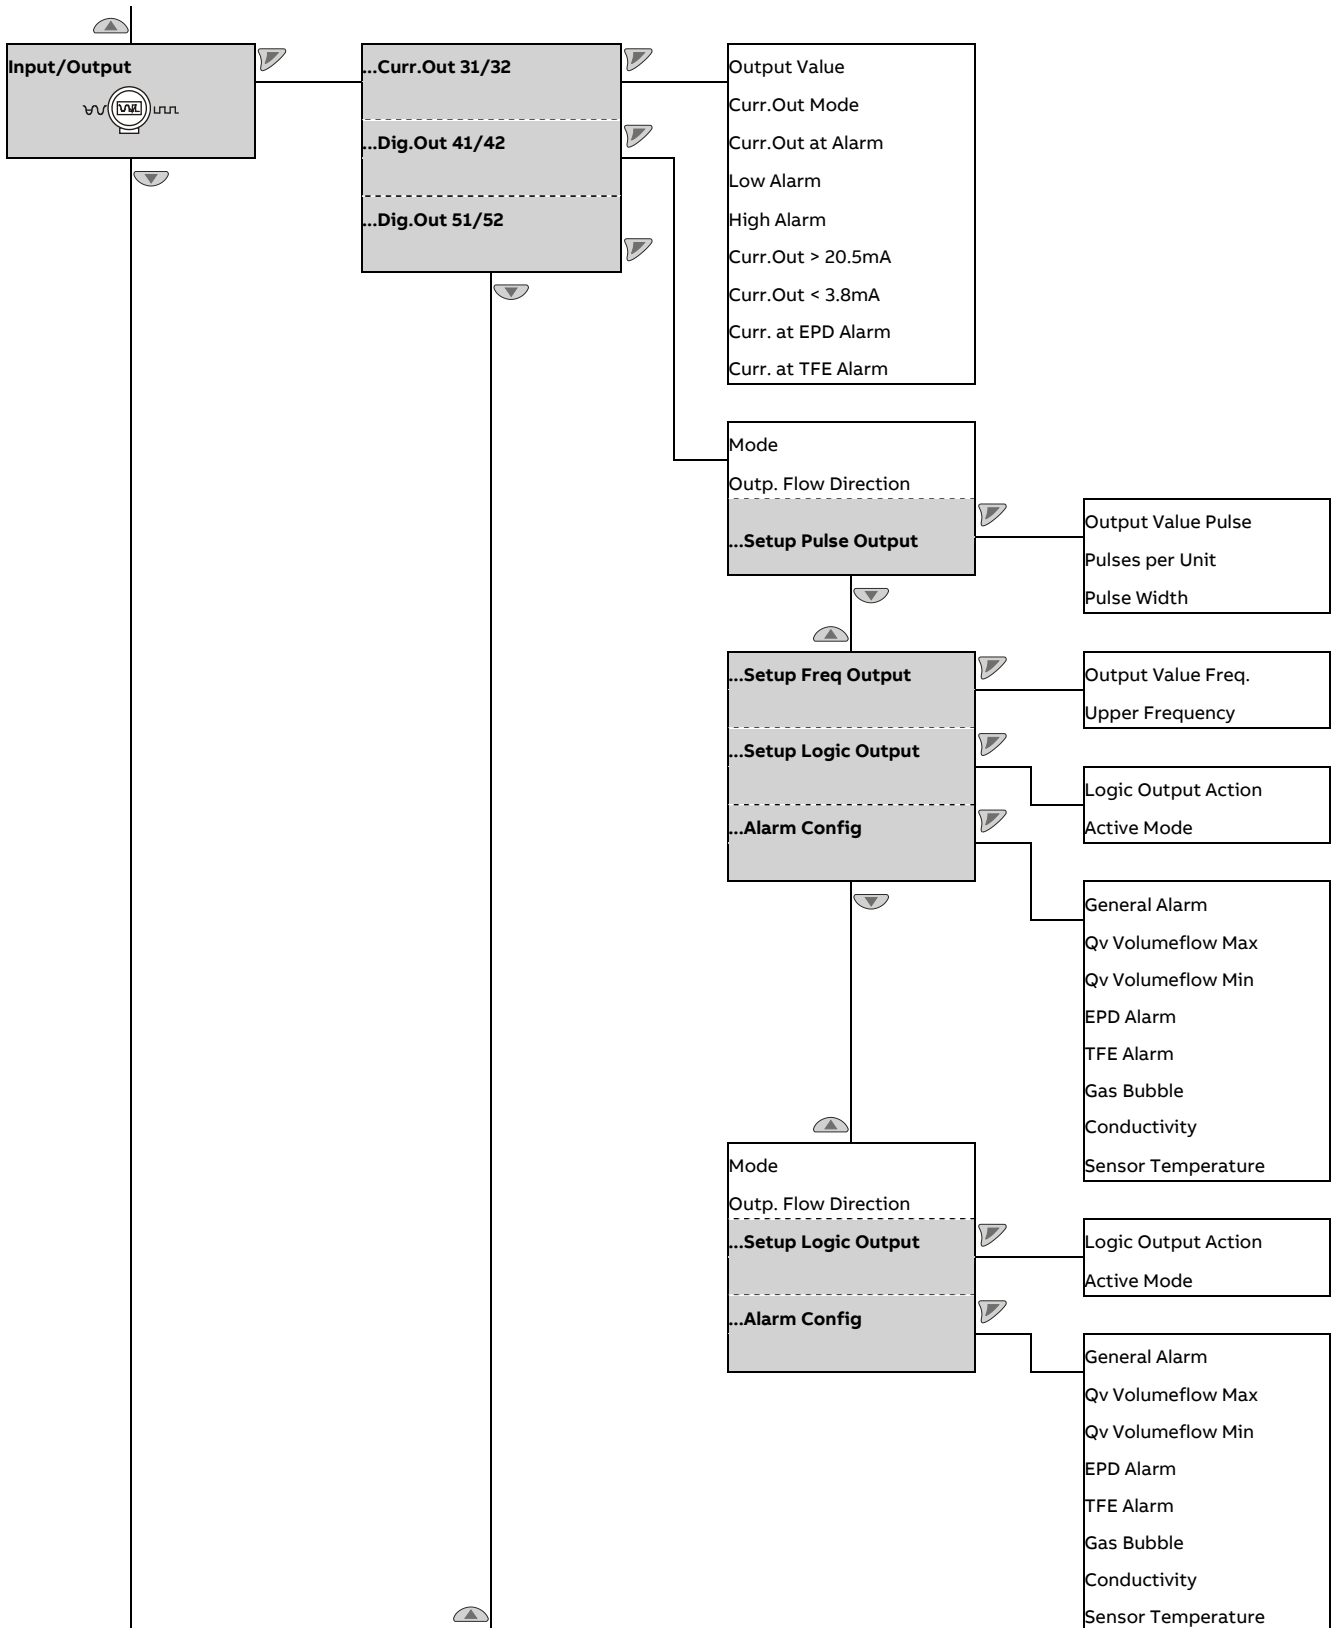 Input/Output
...Curr.Out 31/32
...Dig.Out 41/42
...Dig.Out 51/52
Output Value
Curr.Out Mode
Curr.Out at Alarm
Low Alarm
High Alarm
Curr.Out > 20.5mA
Curr.Out < 3.8mA
Curr. at EPD Alarm
Curr. at TFE Alarm
Mode
Outp. Flow Direction
...Setup Pulse Output
Output Value Pulse
Pulses per Unit
Pulse Width
...Setup Freq Output
...Setup Logic Output
...Alarm Config
Output Value Freq.
Upper Frequency
Logic Output Action
Active Mode
General Alarm
Qv Volumeflow Max
Qv Volumeflow Min
EPD Alarm
TFE Alarm
Gas Bubble
Conductivity
Sensor Temperature
Mode
Outp. Flow Direction
...Setup Logic Output
...Alarm Config
Logic Output Action
Active Mode
General Alarm
Qv Volumeflow Max
Qv Volumeflow Min
EPD Alarm
TFE Alarm
Gas Bubble
Conductivity
Sensor Temperature